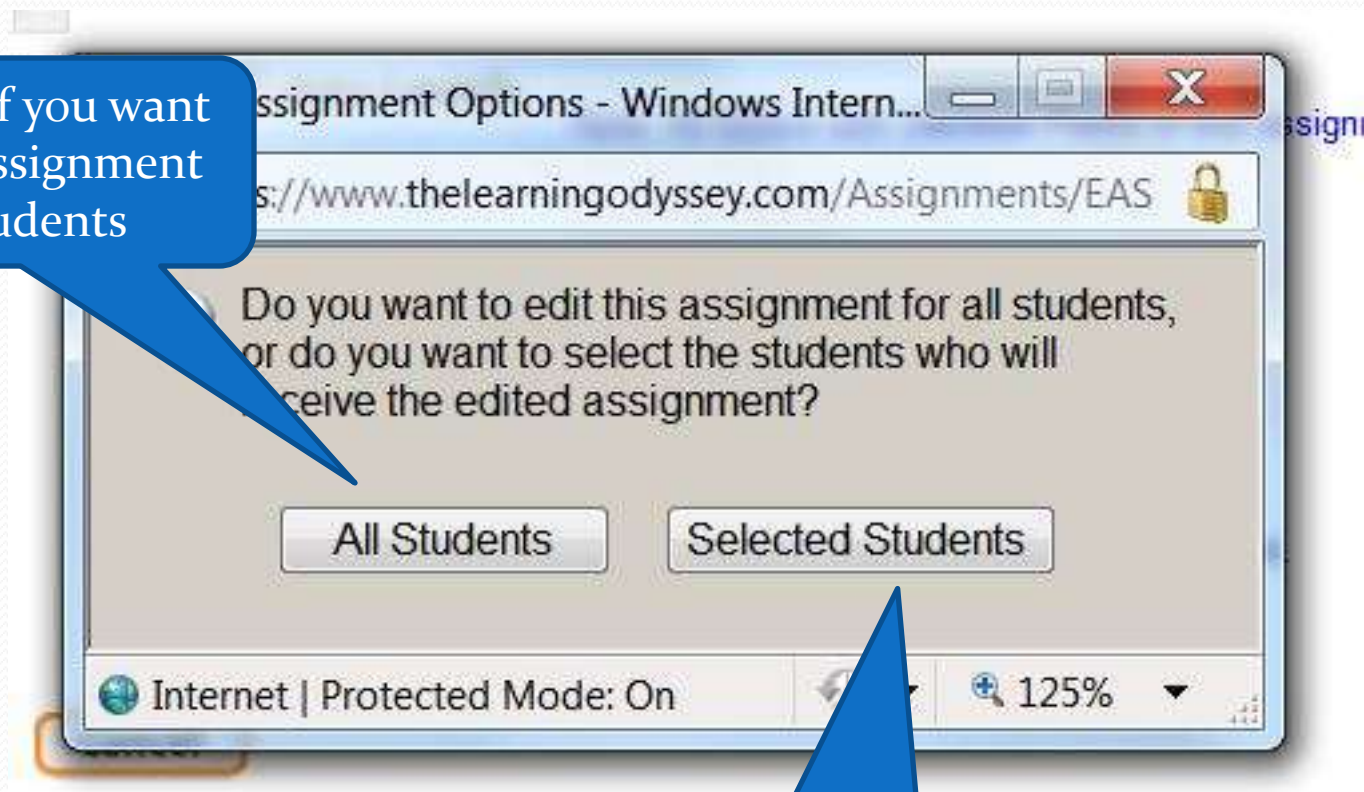 f you want
ssignment
udents
ssignment Options - Windows Intern...
X
ssignm
s://www.thelearningodyssey.com/Assignments/EAS
Do you want to edit this assignment for all students,
or do you want to select the students who will
ceive the edited assignment?
All Students
Selected Students
Internet | Protected Mode: On
125%